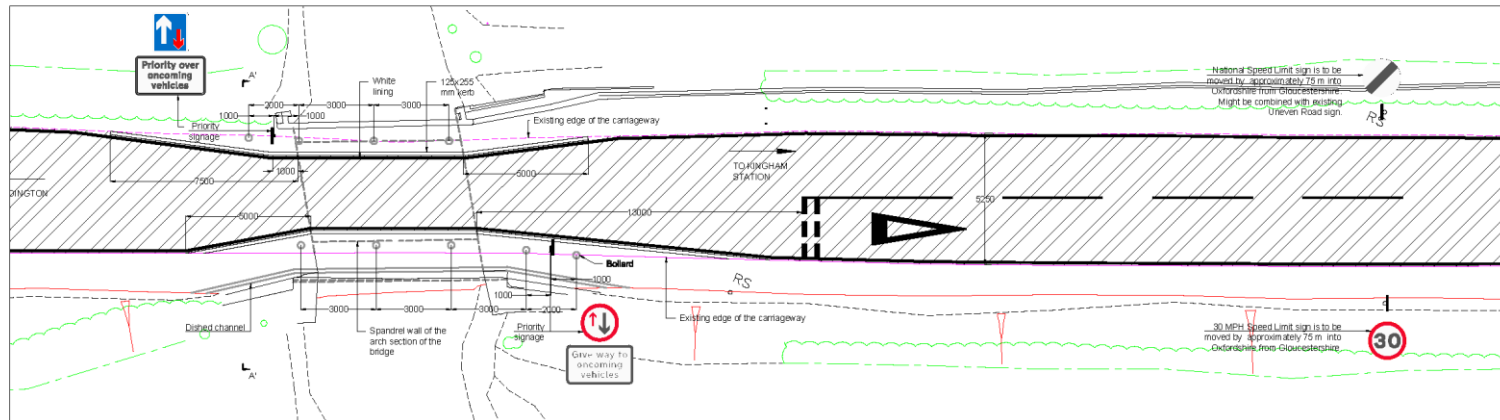 Priority over
oncoming
vehicles
A'
2000
3000
3000
1000
1000
White
lining
125x255
mm kerb
Priority
signage
Existing edge of the carriageway
National Speed Limit sign is to be
moved by approximately 75 m into
Oxfordshire from Gloucestershire.
Might be combined with existing
Uneven Road sign.
RS
7500
1000
5000
TO KINGHAM
STATION
DINGTON
5000
13000
5250
Bollard
RS
1000
1000
2000
3000
3000
3000
Dished channel
Spandrel wall of the
arch section of the
bridge
Priority
signage
Existing edge of the carriageway
Give way to
oncoming
vehicles
A'
30 MPH Speed Limit sign is to be
moved by approximately 75 m into
Oxfordshire from Gloucestershire.
30